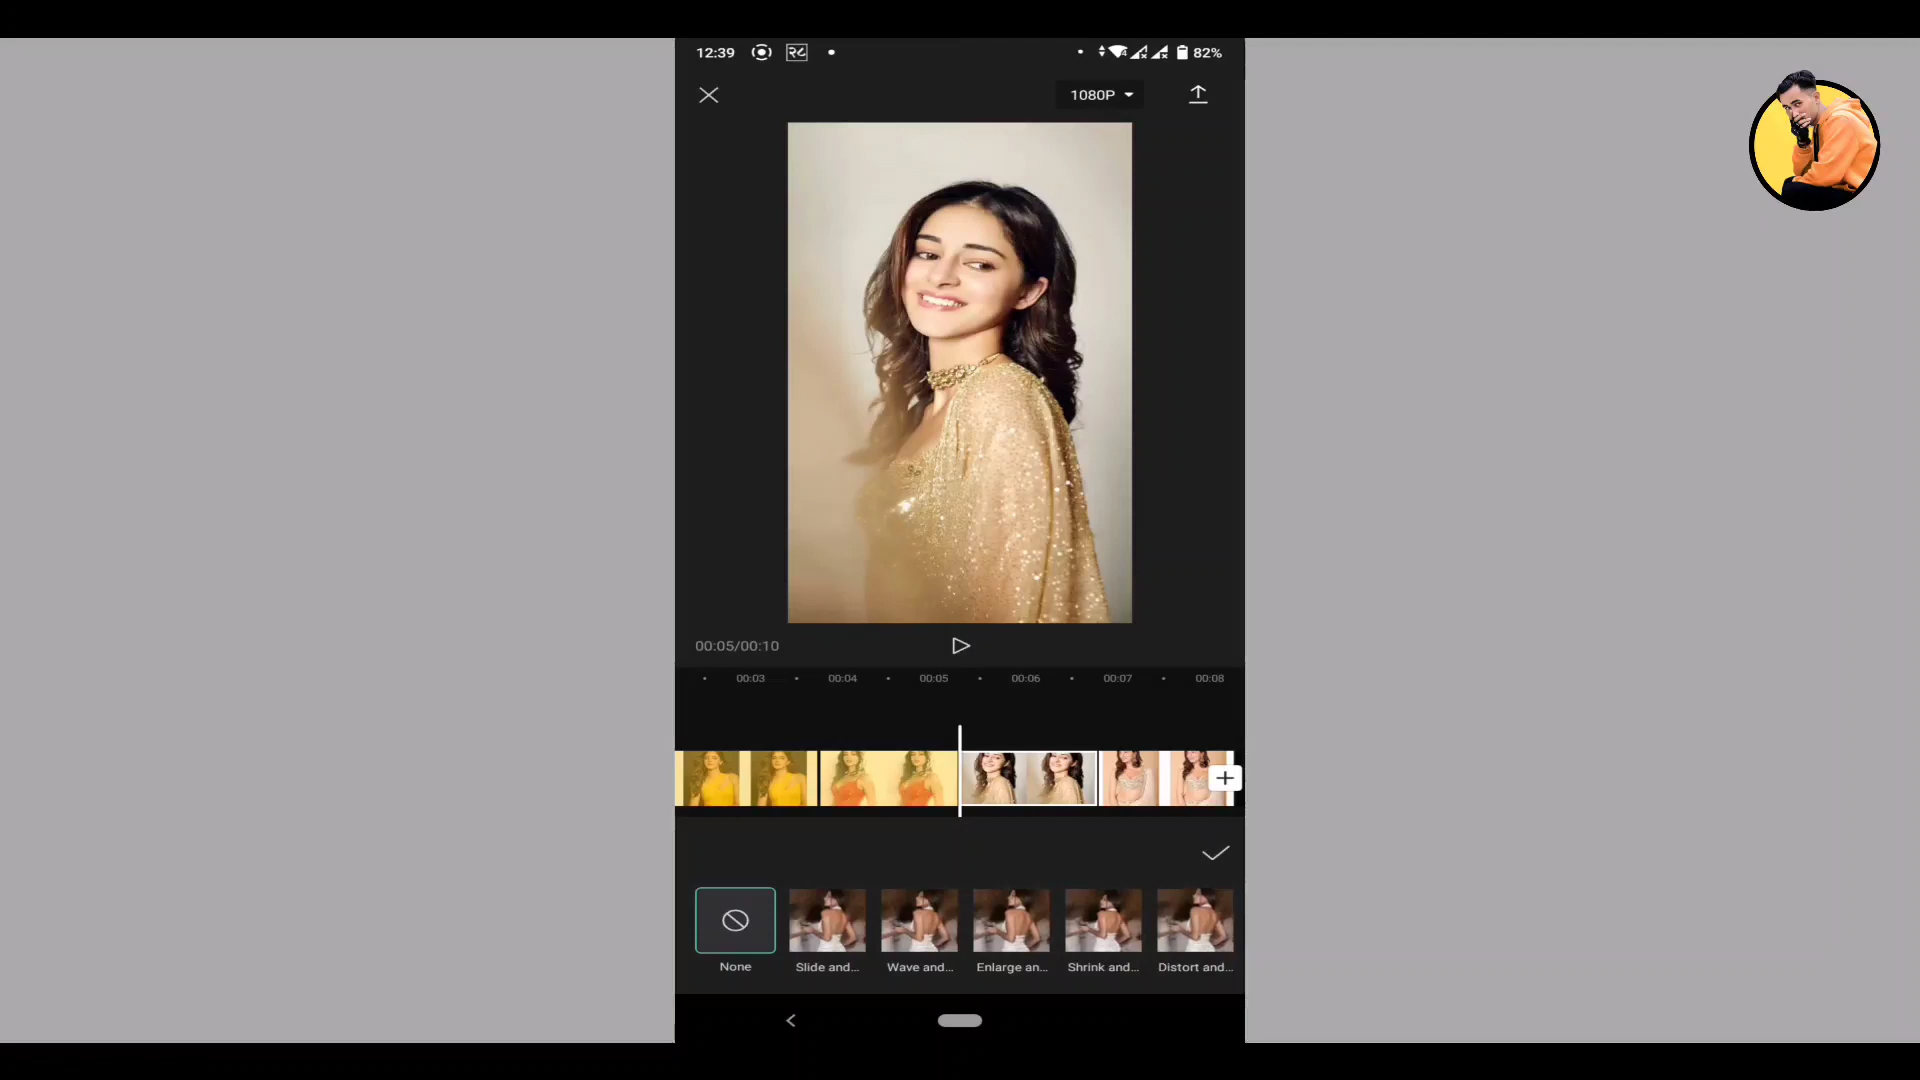 12:39
82%
1080P
00:05/00:10
00:03 00:04 00:05 00:06 00:07 00:08
None Slide and... Wave and... Enlarge an... Shrink and... Distort and...